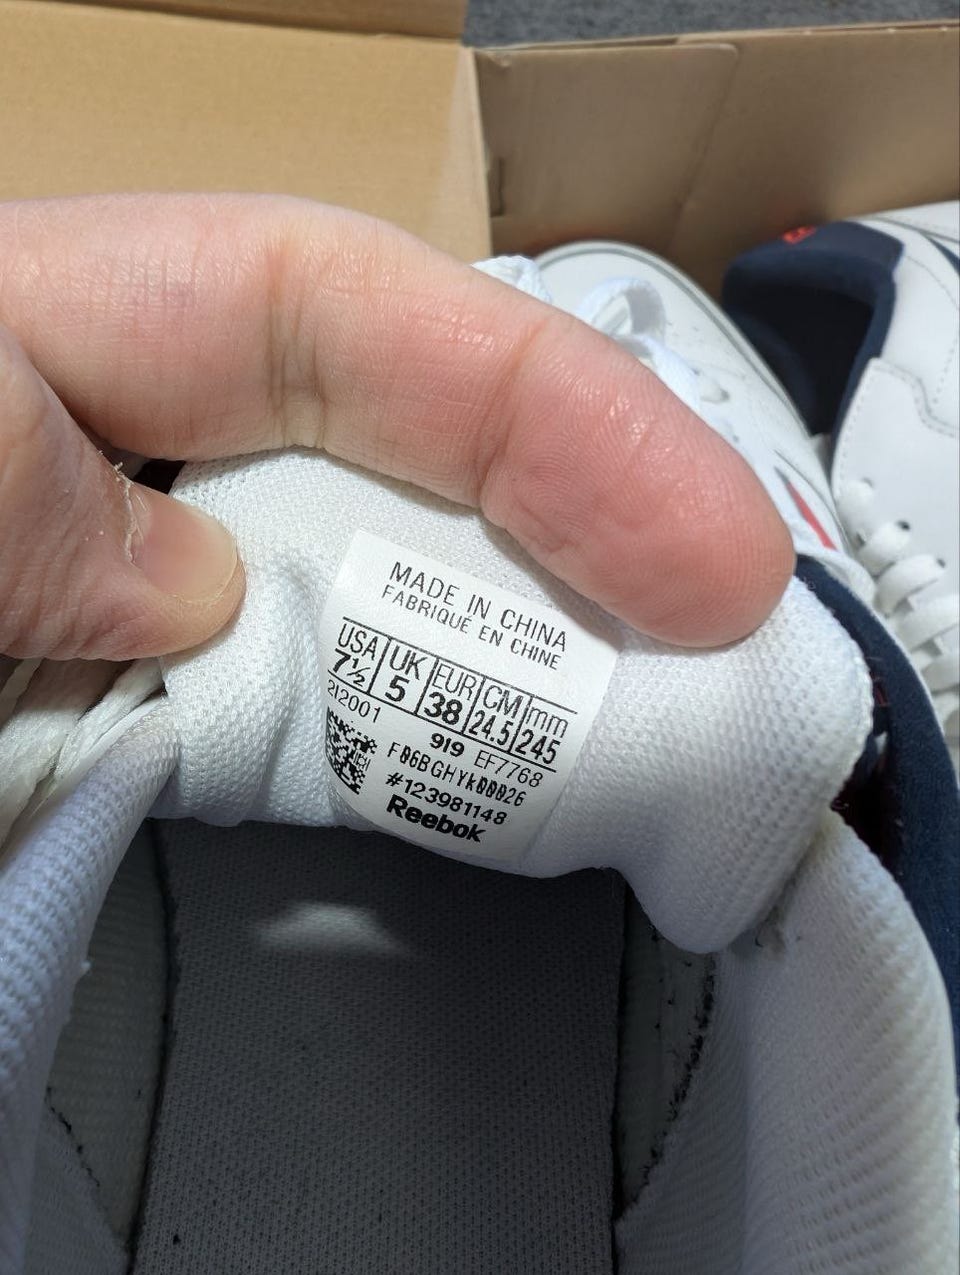 MADE IN CHINA
FABRIQUÉ EN CHINE
USA UK EUR CM mm
7½ 5 38 24.5 245
212001
919 EF7768
F06BGHYK00026
#123981148
Reebok